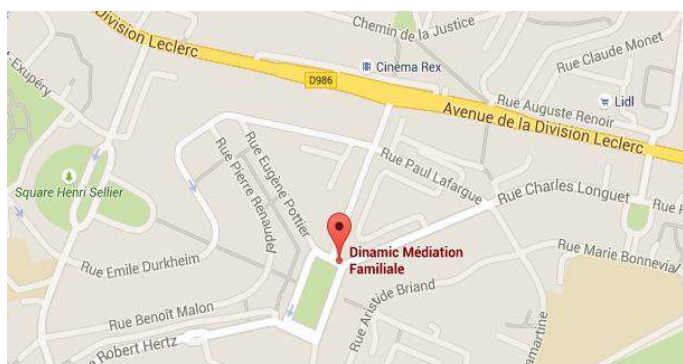 Division Leclerc
Chemin de la Justice
Rue Claude Monet
Cinéma Rex
D986
Lidl
Rue Auguste Renoir
Avenue de la Division Leclerc
-Exupéry
Square Henri Sellier
Rue Eugène Pottier
Rue Pierre Renaudel
Rue Paul Lafargue
Rue Charles Longuet
Dinamic Médiation
Familiale
Rue Marie Bonnevial
Rue Emile Durkheim
Rue Aristide Briand
Rue Benoît Malon
Robert Hertz
amartine